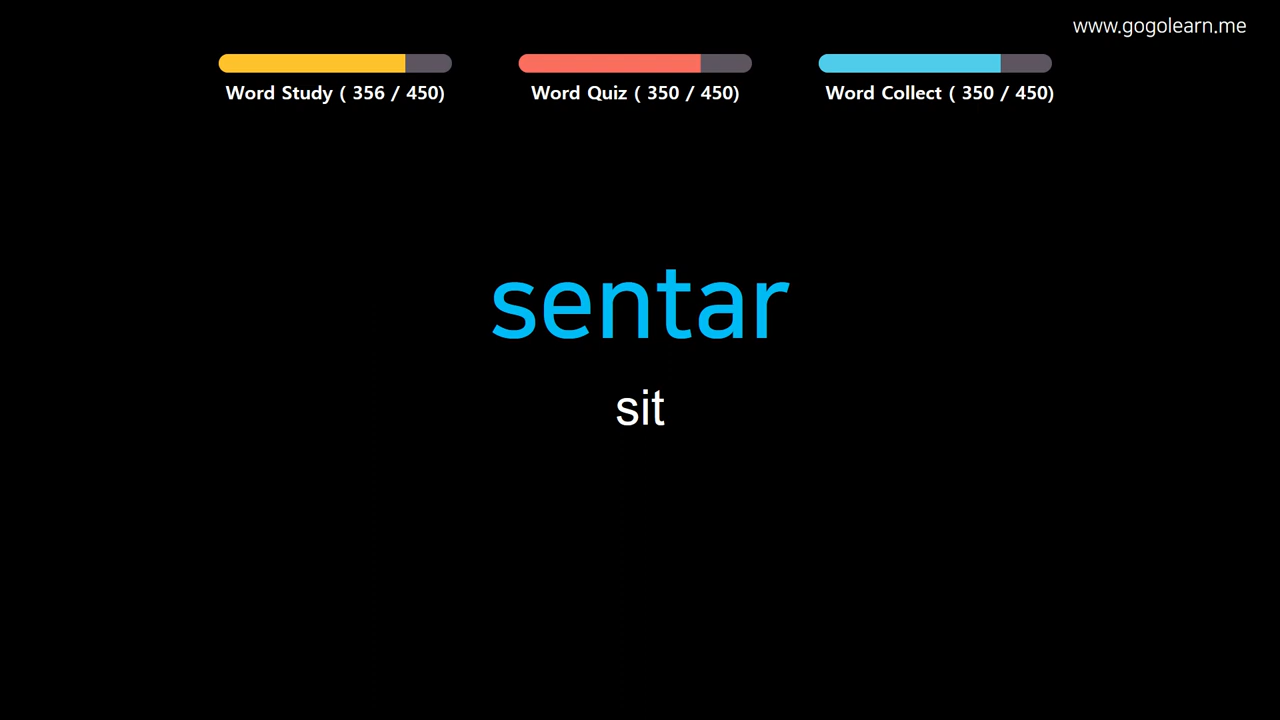 www.gogolearn.me
Word Study ( 356 / 450)
Word Quiz ( 350 / 450)
Word Collect ( 350 / 450)
sentar
sit